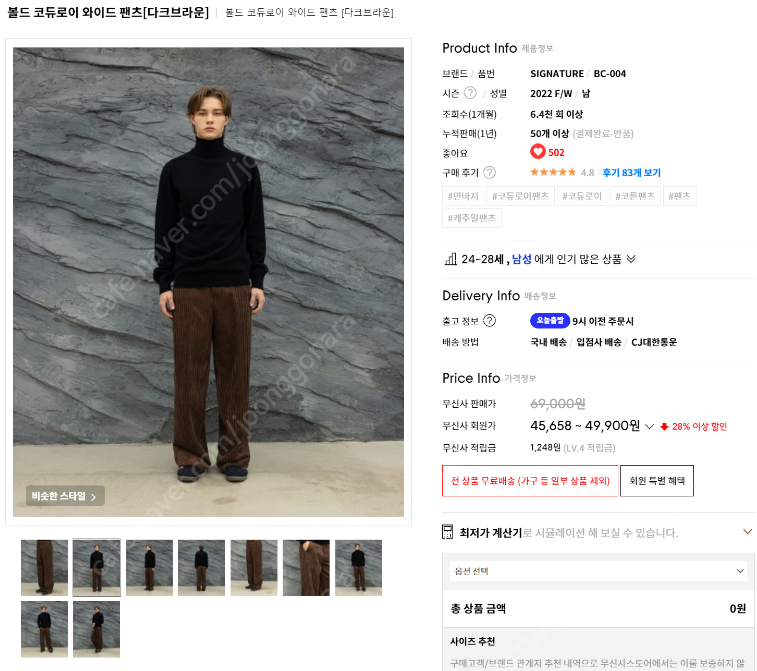 볼드 코듀로이 와이드 팬츠[다크브라운] 볼드 코듀로이 와이드 팬츠 [다크브라운]
cafe.naver.com/joonggonara
비슷한 스타일
Product Info 제품정보
브랜드 / 품번 SIGNATURE / BC-004
시즌 ? / 성별 2022 F/W / 남
조회수(1개월) 6.4천 회 이상
누적판매(1년) 50개 이상 (결제완료-반품)
좋아요 502
구매 후기 ? ★★★★★ 4.8 / 후기 83개 보기
#면바지 #코듀로이팬츠 #코듀로이 #코튼팬츠 #팬츠
#캐주얼팬츠
24~28세, 남성 에게 인기 많은 상품
Delivery Info 배송정보
출고 정보 ? 오늘출발 9시 이전 주문시
배송 방법 국내 배송 / 입점사 배송 / CJ대한통운
Price Info 가격정보
무신사 판매가 69,000원
무신사 회원가 45,658 ~ 49,900원 28% 이상 할인
무신사 적립금 1,248원 (LV.4 적립금)
전 상품 무료배송 (가구 등 일부 상품 제외) 회원 특별 혜택
최저가 계산기로 시뮬레이션 해 보실 수 있습니다.
옵션 선택
총 상품 금액 0원
사이즈 추천
구매고객/브랜드 관계자 추천 내역으로 무신사스토어에서는 이를 보증하지 않